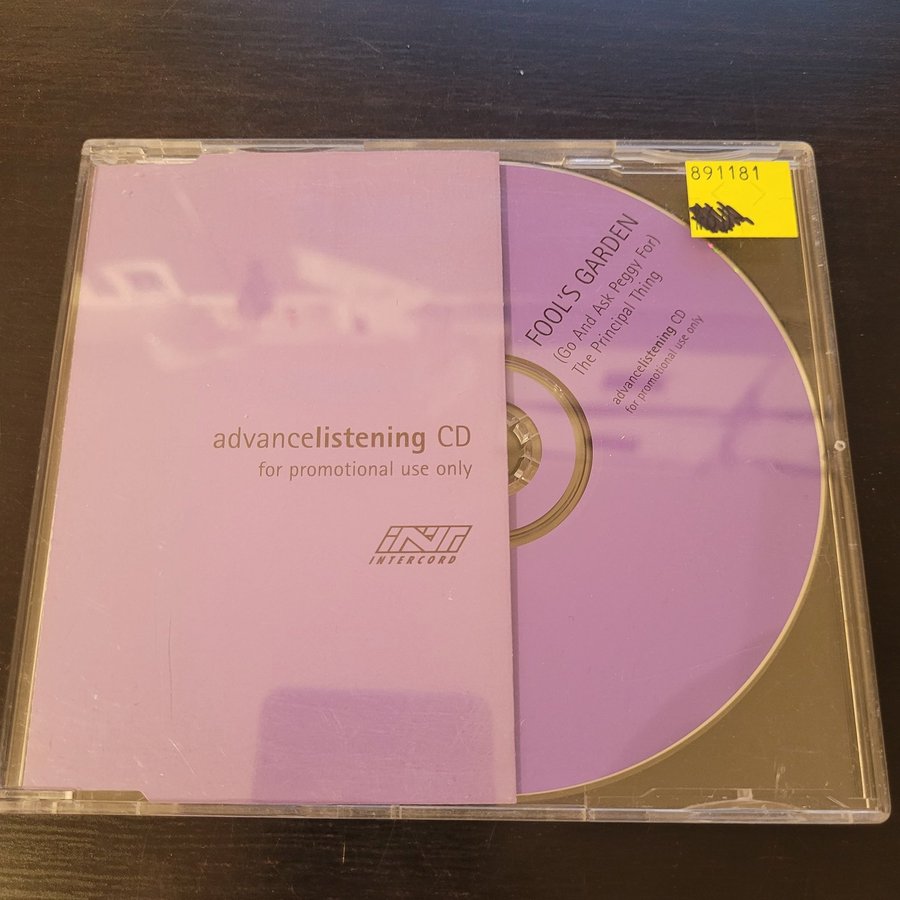 advancelistening CD
for promotional use only
INT
INTERCORD
FOOL'S GARDEN
(Go And Ask Peggy For)
The Principal Thing
advancelistening CD
for promotional use only
891181